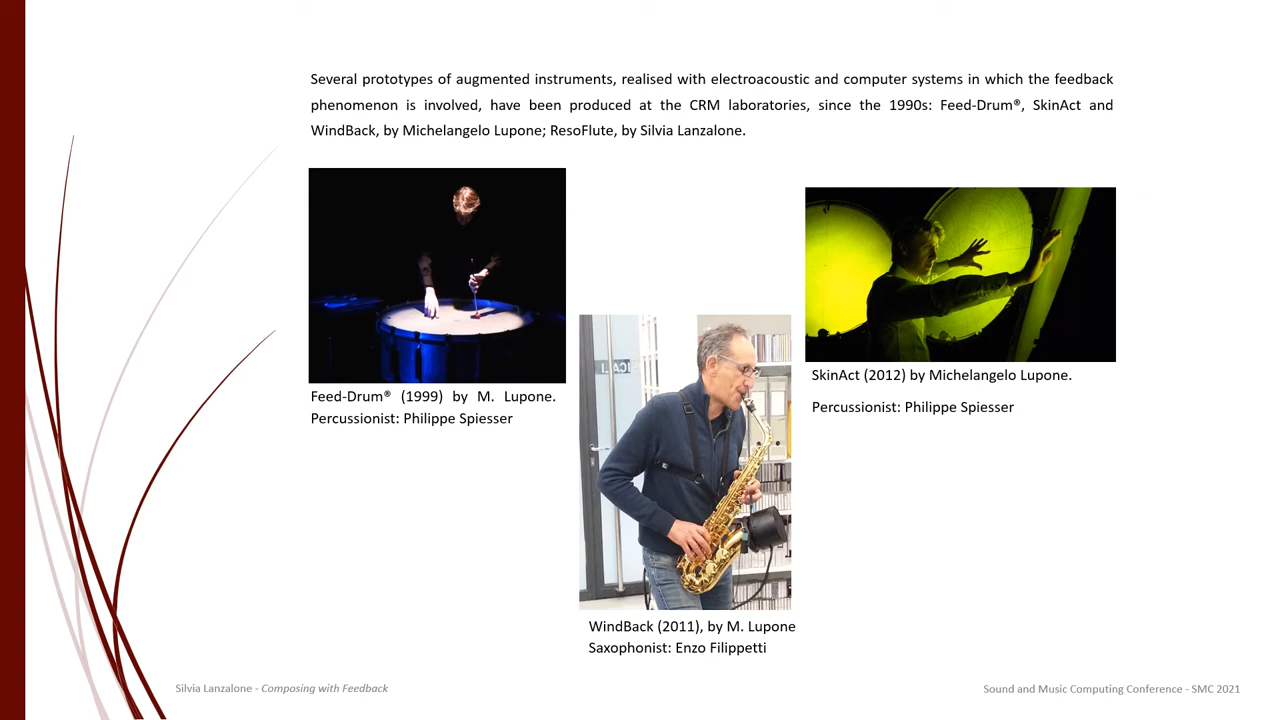 Several prototypes of augmented instruments, realised with electroacoustic and computer systems in which the feedback
phenomenon is involved, have been produced at the CRM laboratories, since the 1990s: Feed-Drum®, SkinAct and
WindBack, by Michelangelo Lupone; ResoFlute, by Silvia Lanzalone.
Feed-Drum® (1999) by M. Lupone.
Percussionist: Philippe Spiesser
SkinAct (2012) by Michelangelo Lupone.
Percussionist: Philippe Spiesser
WindBack (2011), by M. Lupone
Saxophonist: Enzo Filippetti
Silvia Lanzalone - Composing with Feedback
Sound and Music Computing Conference - SMC 2021